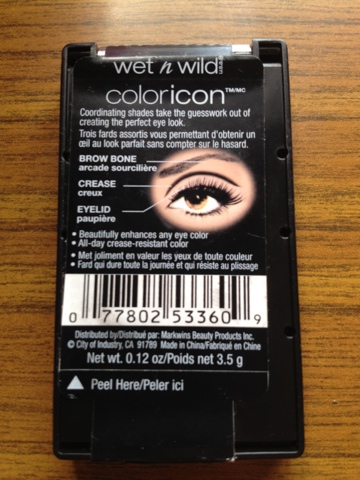 wet n wild USA
coloricon™/MC
Coordinating shades take the guesswork out of
creating the perfect eye look.
Trois fards assortis vous permettant d'obtenir un
œil au look parfait sans compter sur le hasard.
BROW BONE
arcade sourcilière
CREASE
creux
EYELID
paupière
• Beautifully enhances any eye color
• All-day crease-resistant color
• Met joliment en valeur les yeux de toute couleur
• Fard qui dure toute la journée et qui résiste au plissage
0 77802 53360 9
Distributed by/Distribué par: Markwins Beauty Products Inc.
© City of Industry, CA 91789 Made in China/Fabriqué en Chine
Net wt. 0.12 oz/Poids net 3.5 g
Peel Here/Peler ici